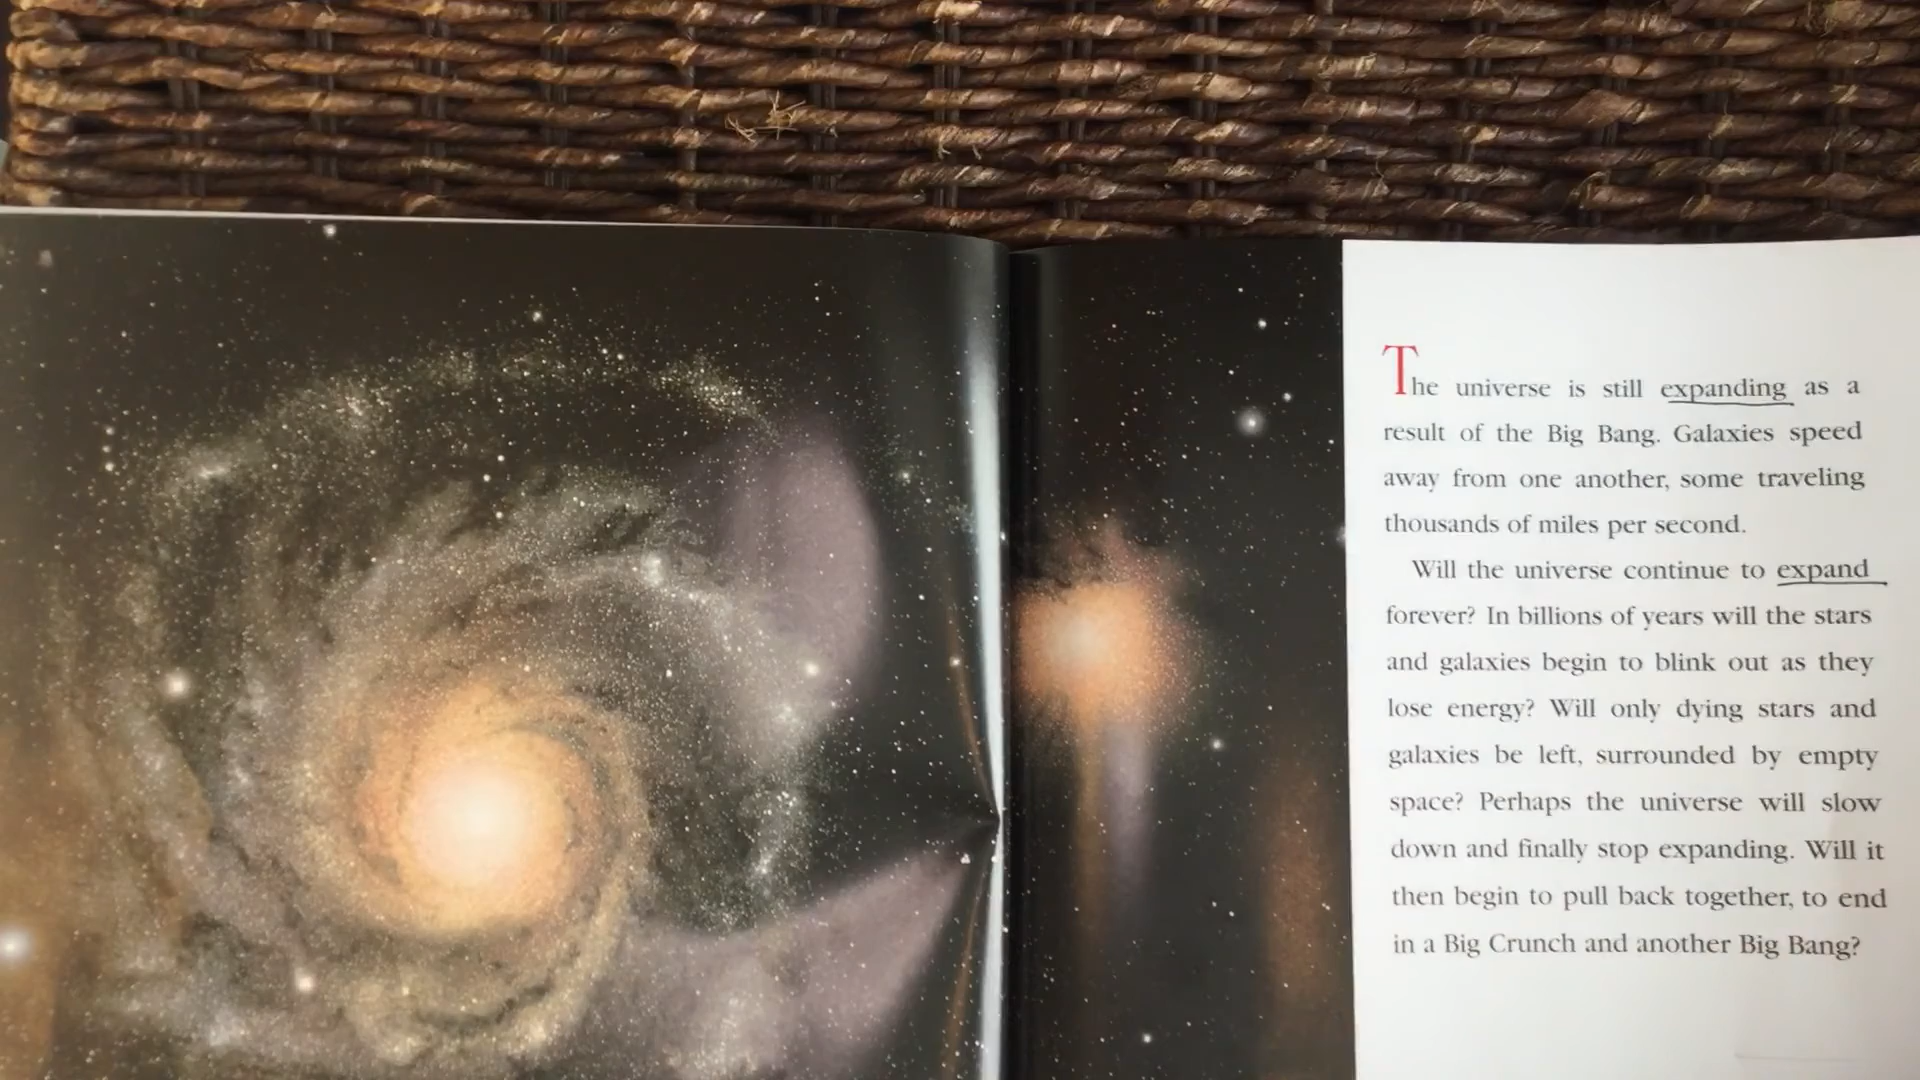 The universe is still expanding as a
result of the Big Bang. Galaxies speed
away from one another, some traveling
thousands of miles per second.
Will the universe continue to expand
forever? In billions of years will the stars
and galaxies begin to blink out as they
lose energy? Will only dying stars and
galaxies be left, surrounded by empty
space? Perhaps the universe will slow
down and finally stop expanding. Will it
then begin to pull back together, to end
in a Big Crunch and another Big Bang?